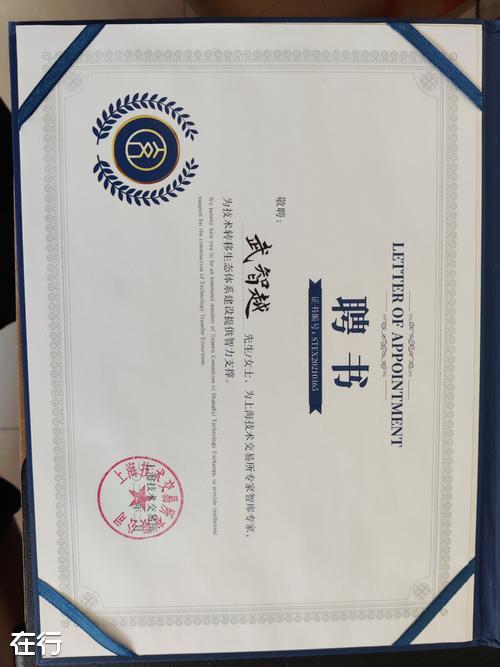 LETTER OF APPOINTMENT
聘书
证书编号：STEX20210365
敬聘：
武智越 先生/女士，为上海技术交易所专家智库专家，
为技术转移生态体系建设提供智力支撑。
We hereby hire you to be an honoured member of Experts Committee of Shanghai Technology Exchange, to provide intellectual
support for the construction of Technology Transfer Ecosystem.
上海技术交易所
在行